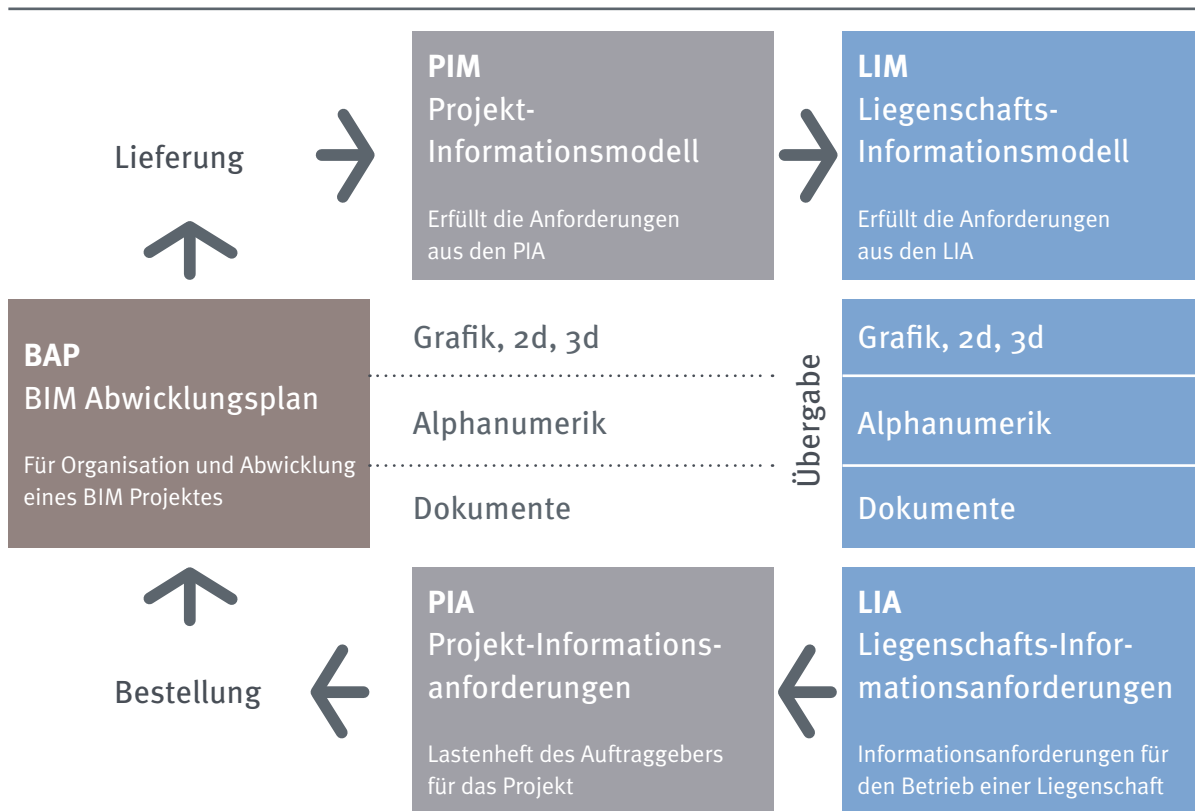 Lieferung
PIM
Projekt-
Informationsmodell
Erfüllt die Anforderungen
aus den PIA
LIM
Liegenschafts-
Informationsmodell
Erfüllt die Anforderungen
aus den LIA
BAP
BIM Abwicklungsplan
Für Organisation und Abwicklung
eines BIM Projektes
Grafik, 2d, 3d
Alphanumerik
Dokumente
Übergabe
Grafik, 2d, 3d
Alphanumerik
Dokumente
Bestellung
PIA
Projekt-Informations-
anforderungen
Lastenheft des Auftraggebers
für das Projekt
LIA
Liegenschafts-Infor-
mationsanforderungen
Informationsanforderungen für
den Betrieb einer Liegenschaft